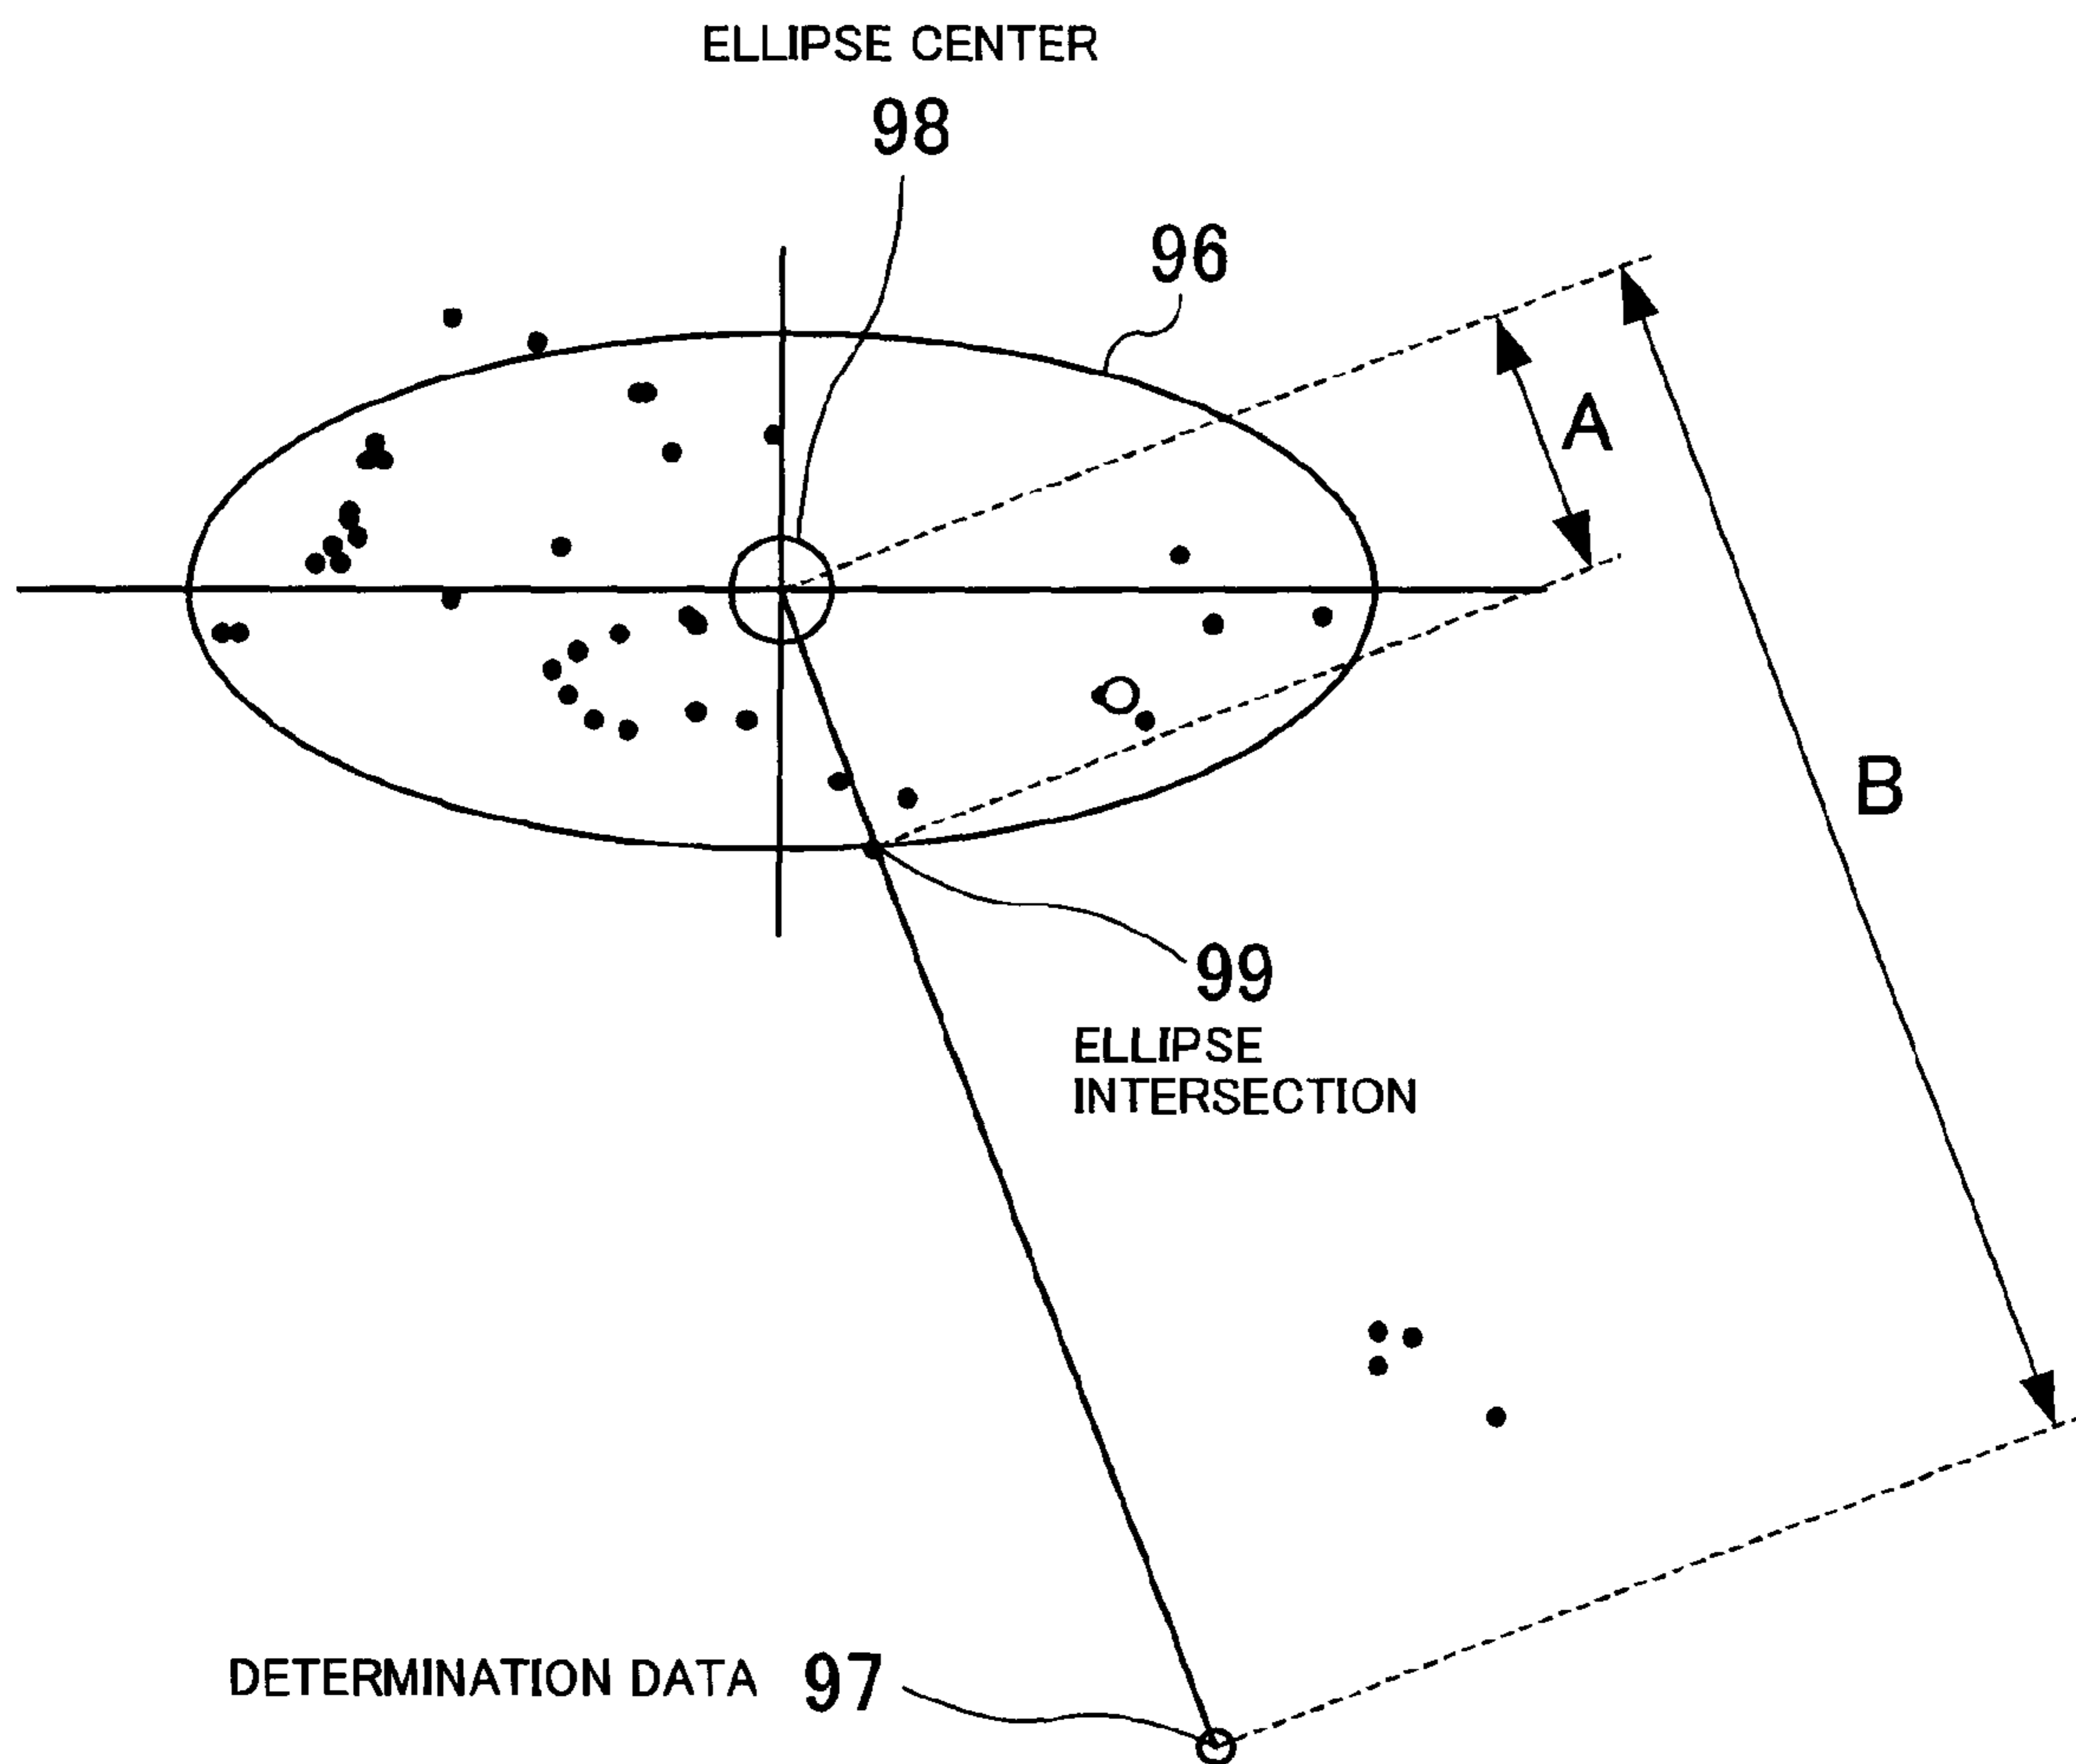 ELLIPSE CENTER
98
96
A
B
99
ELLIPSE
INTERSECTION
DETERMINATION DATA 97